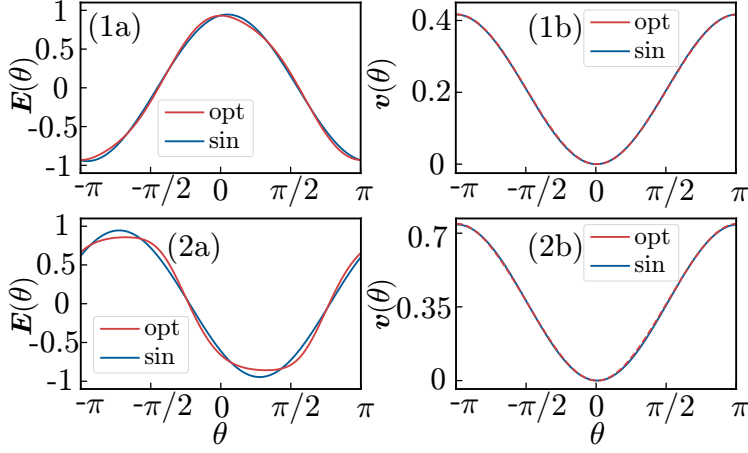 (1a)
E(θ)
1
0.5
0
-0.5
-1
opt
sin
-π
-π/2
0
π/2
π
(1b)
v(θ)
0.4
0.2
0
opt
sin
-π
-π/2
0
π/2
π
(2a)
E(θ)
1
0.5
0
-0.5
-1
opt
sin
-π
-π/2
0
π/2
π
θ
(2b)
v(θ)
0.7
0.35
0
opt
sin
-π
-π/2
0
π/2
π
θ